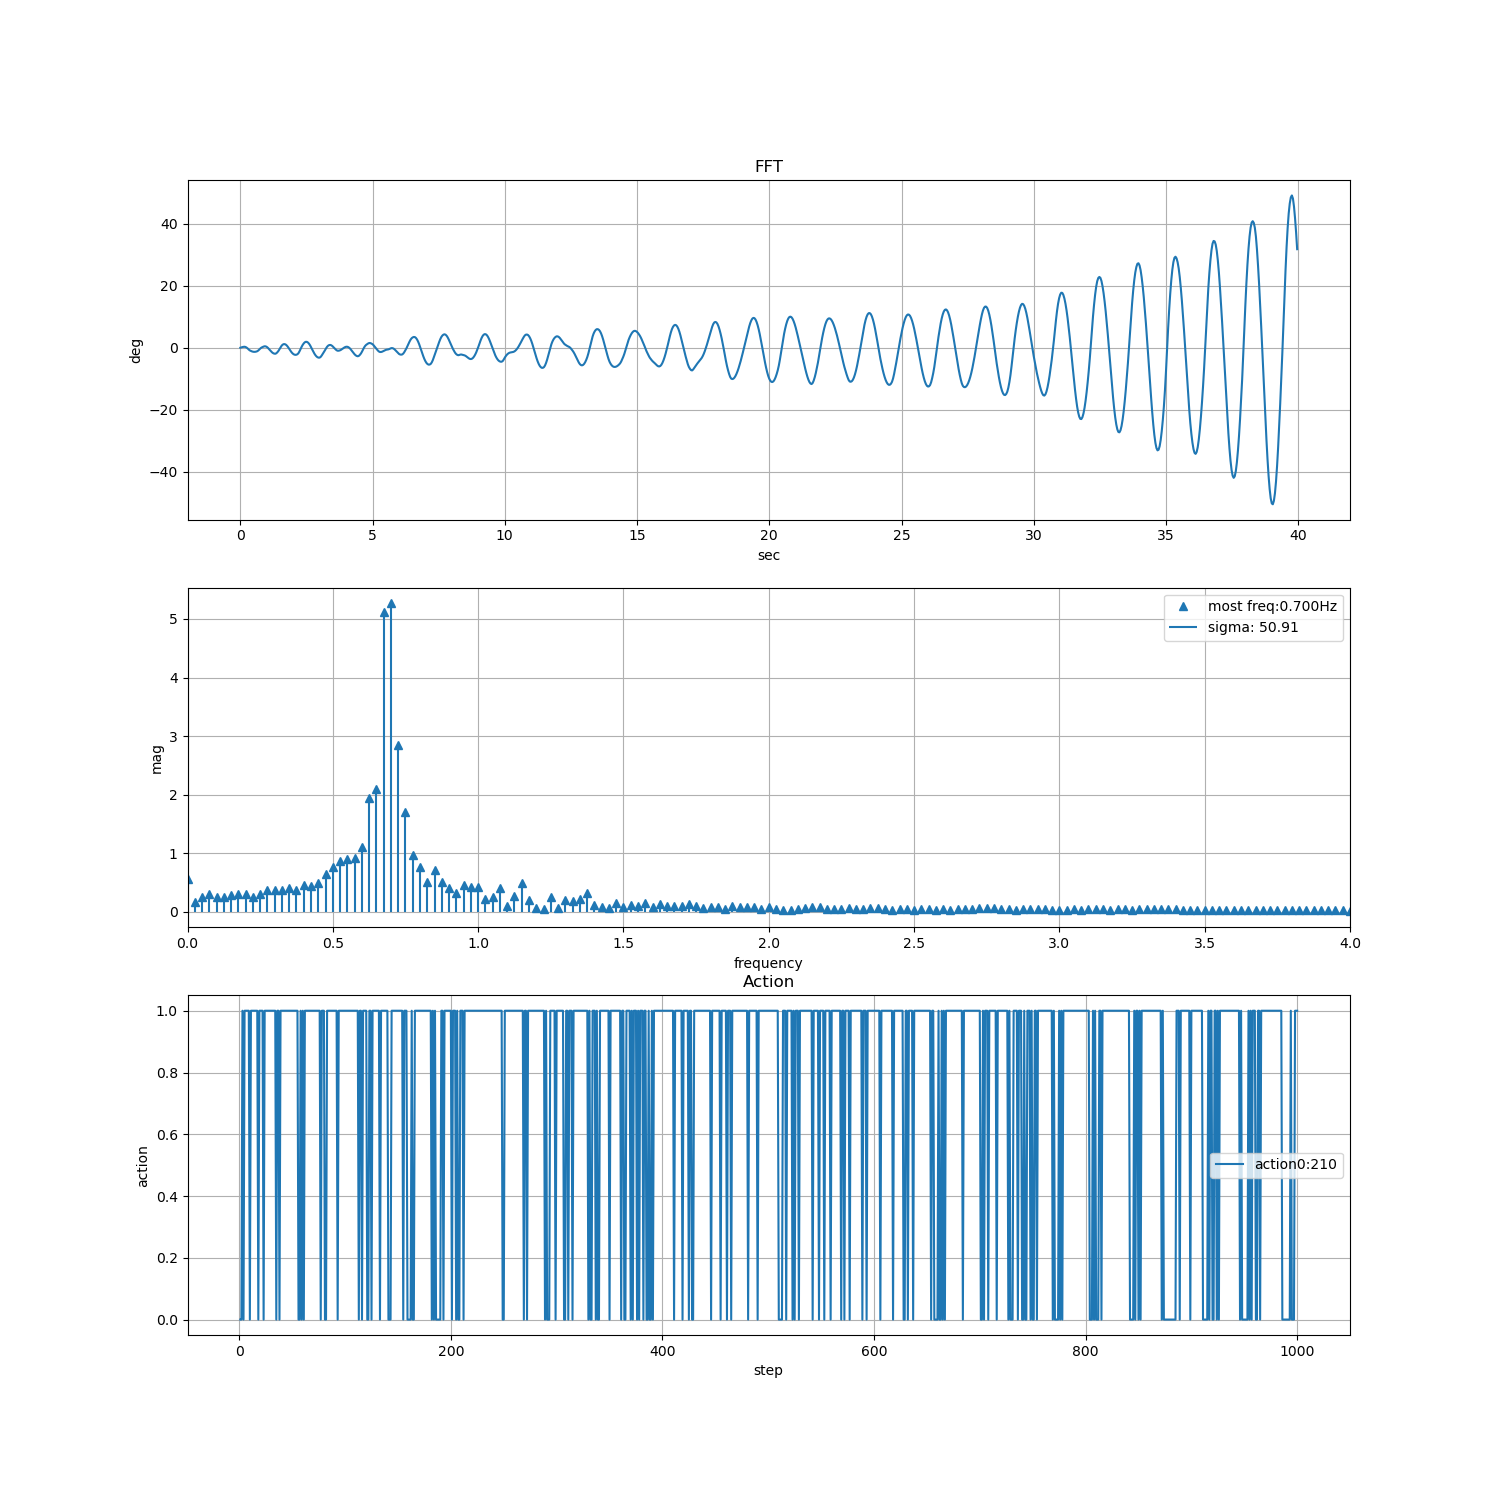 FFT
40
20
0
−20
−40
deg
0 5 10 15 20 25 30 35 40
sec
5
4
3
2
1
0
mag
most freq:0.700Hz
sigma: 50.91
0.0 0.5 1.0 1.5 2.0 2.5 3.0 3.5 4.0
frequency
Action
1.0
0.8
0.6
0.4
0.2
0.0
action
action0:210
0 200 400 600 800 1000
step